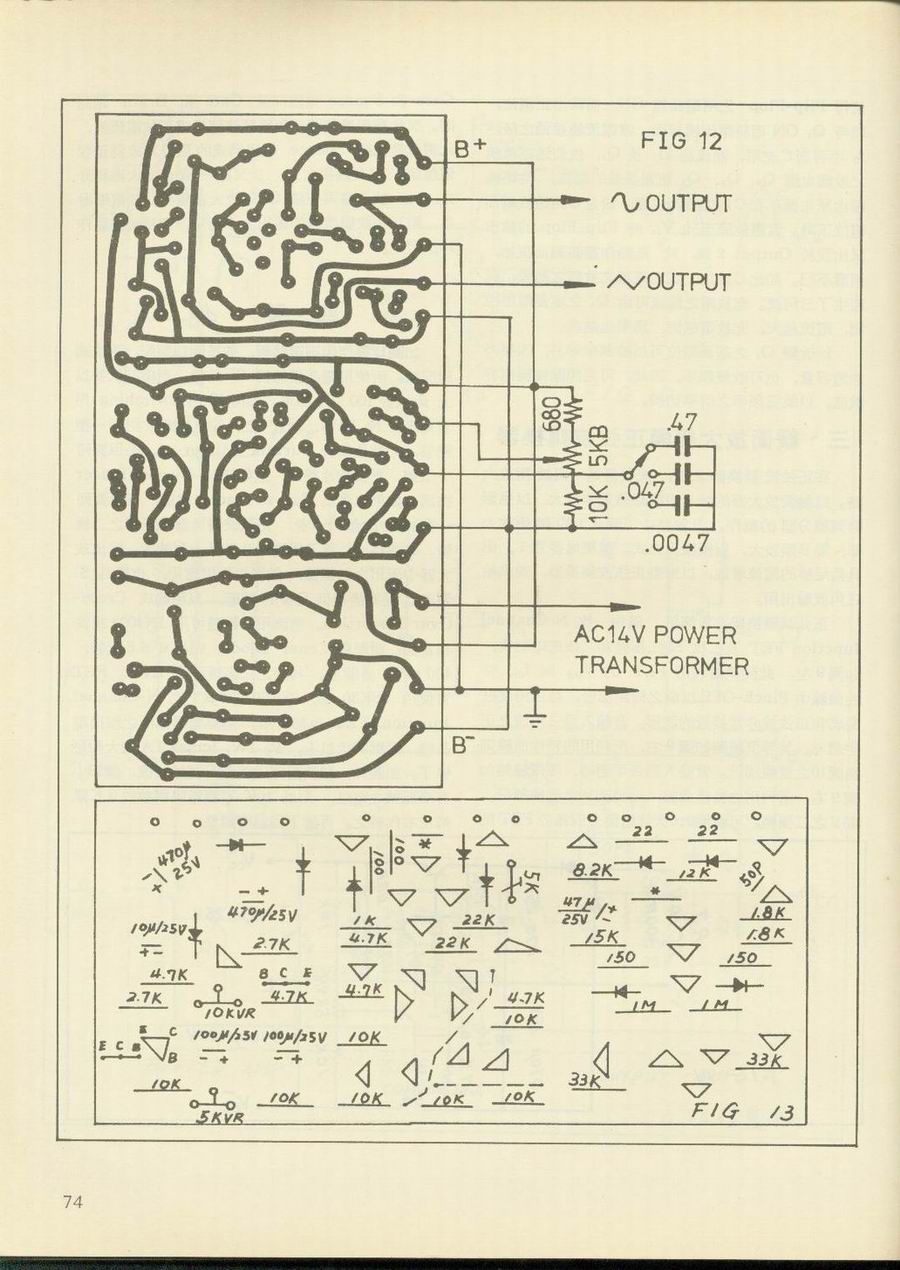 FIG 12
B+
OUTPUT
OUTPUT
680
5KB
10K
.47
.047
.0047
AC14V POWER
TRANSFORMER
B-
470µ
25V
100
100
*
5K
22
22
8.2K
12K
50P
470µ/25V
*
47µ
25V
1.8K
10µ/25V
1K
22K
15K
1.8K
2.7K
4.7K
22K
150
150
4.7K
B C E
2.7K
4.7K
4.7K
4.7K
1M
1M
10KVR
10K
E C B
E C
B
100µ/25V
100µ/25V
10K
33K
10K
33K
5KVR
10K
10K
10K
10K
FIG 13
74